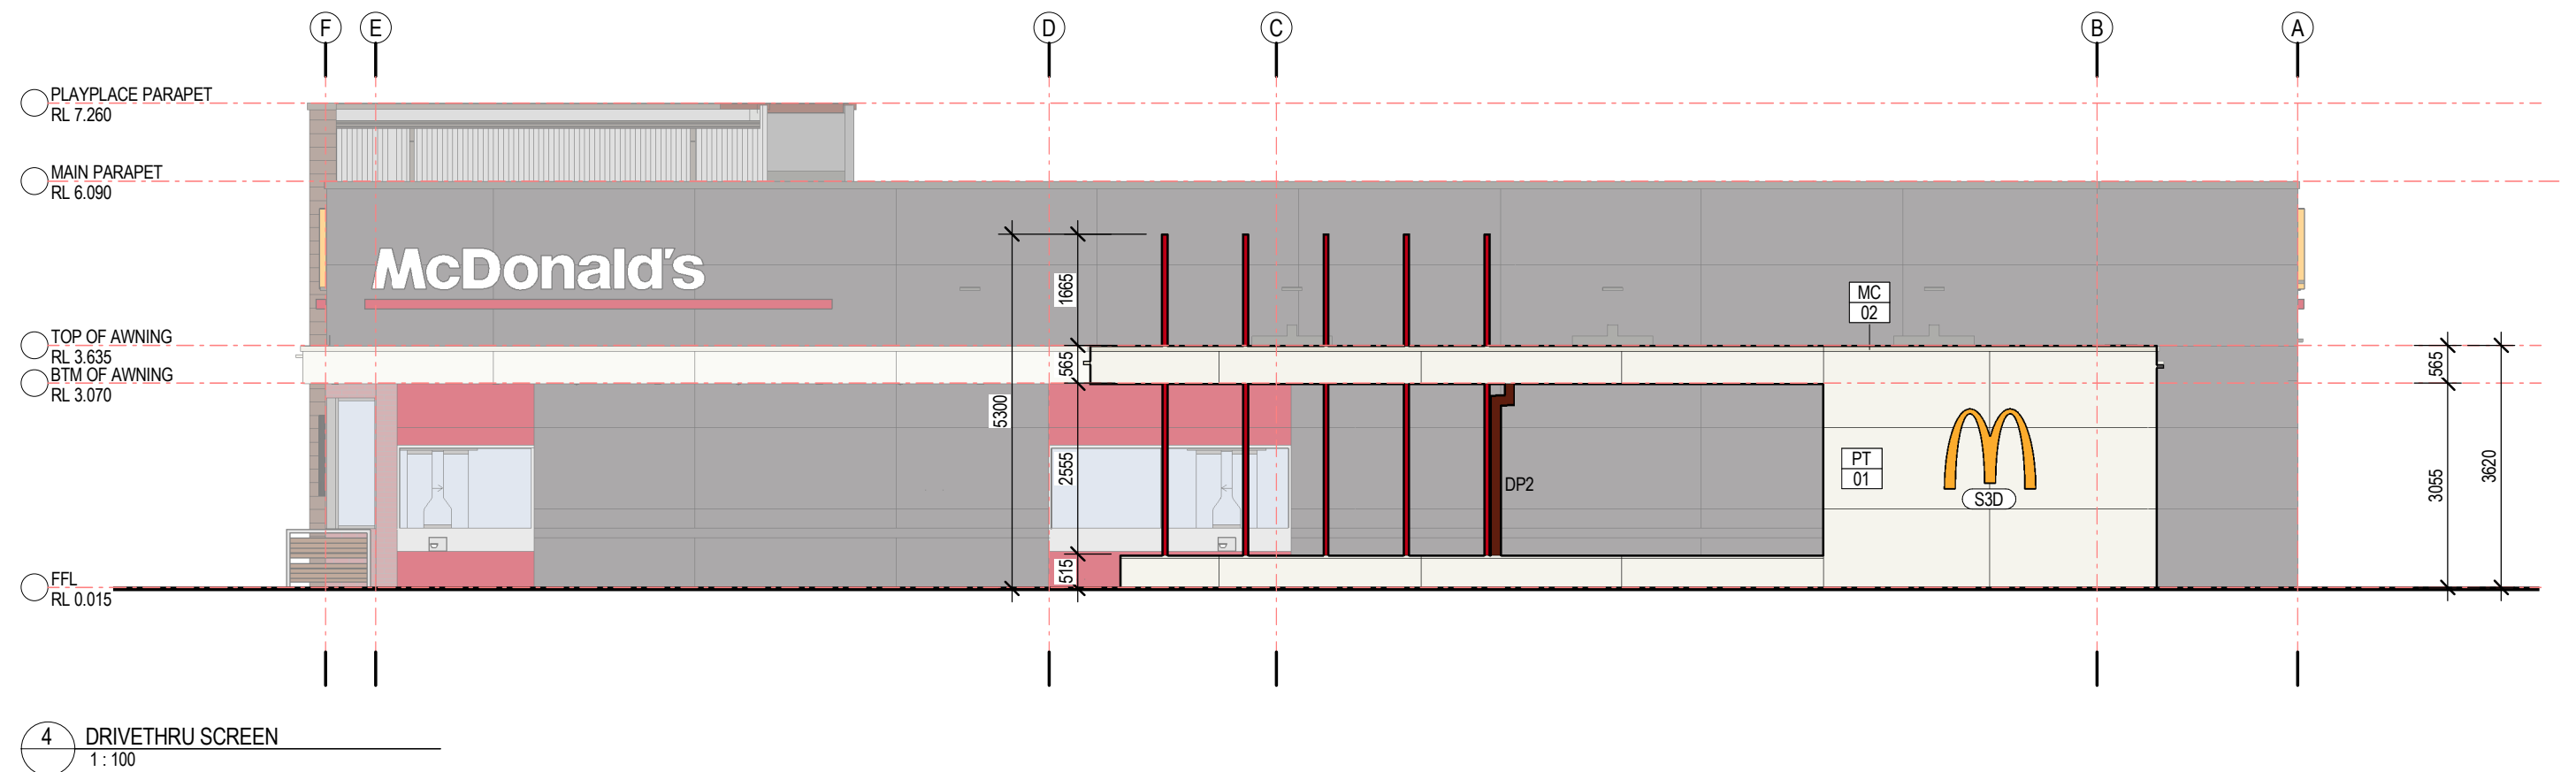 F
E
D
C
B
A
PLAYPLACE PARAPET
RL 7.260
MAIN PARAPET
RL 6.090
McDonald's
1665
MC
02
TOP OF AWNING
RL 3.635
BTM OF AWNING
RL 3.070
565
565
5300
2555
DP2
PT
01
S3D
3055
3620
515
FFL
RL 0.015
4
DRIVETHRU SCREEN
1 : 100